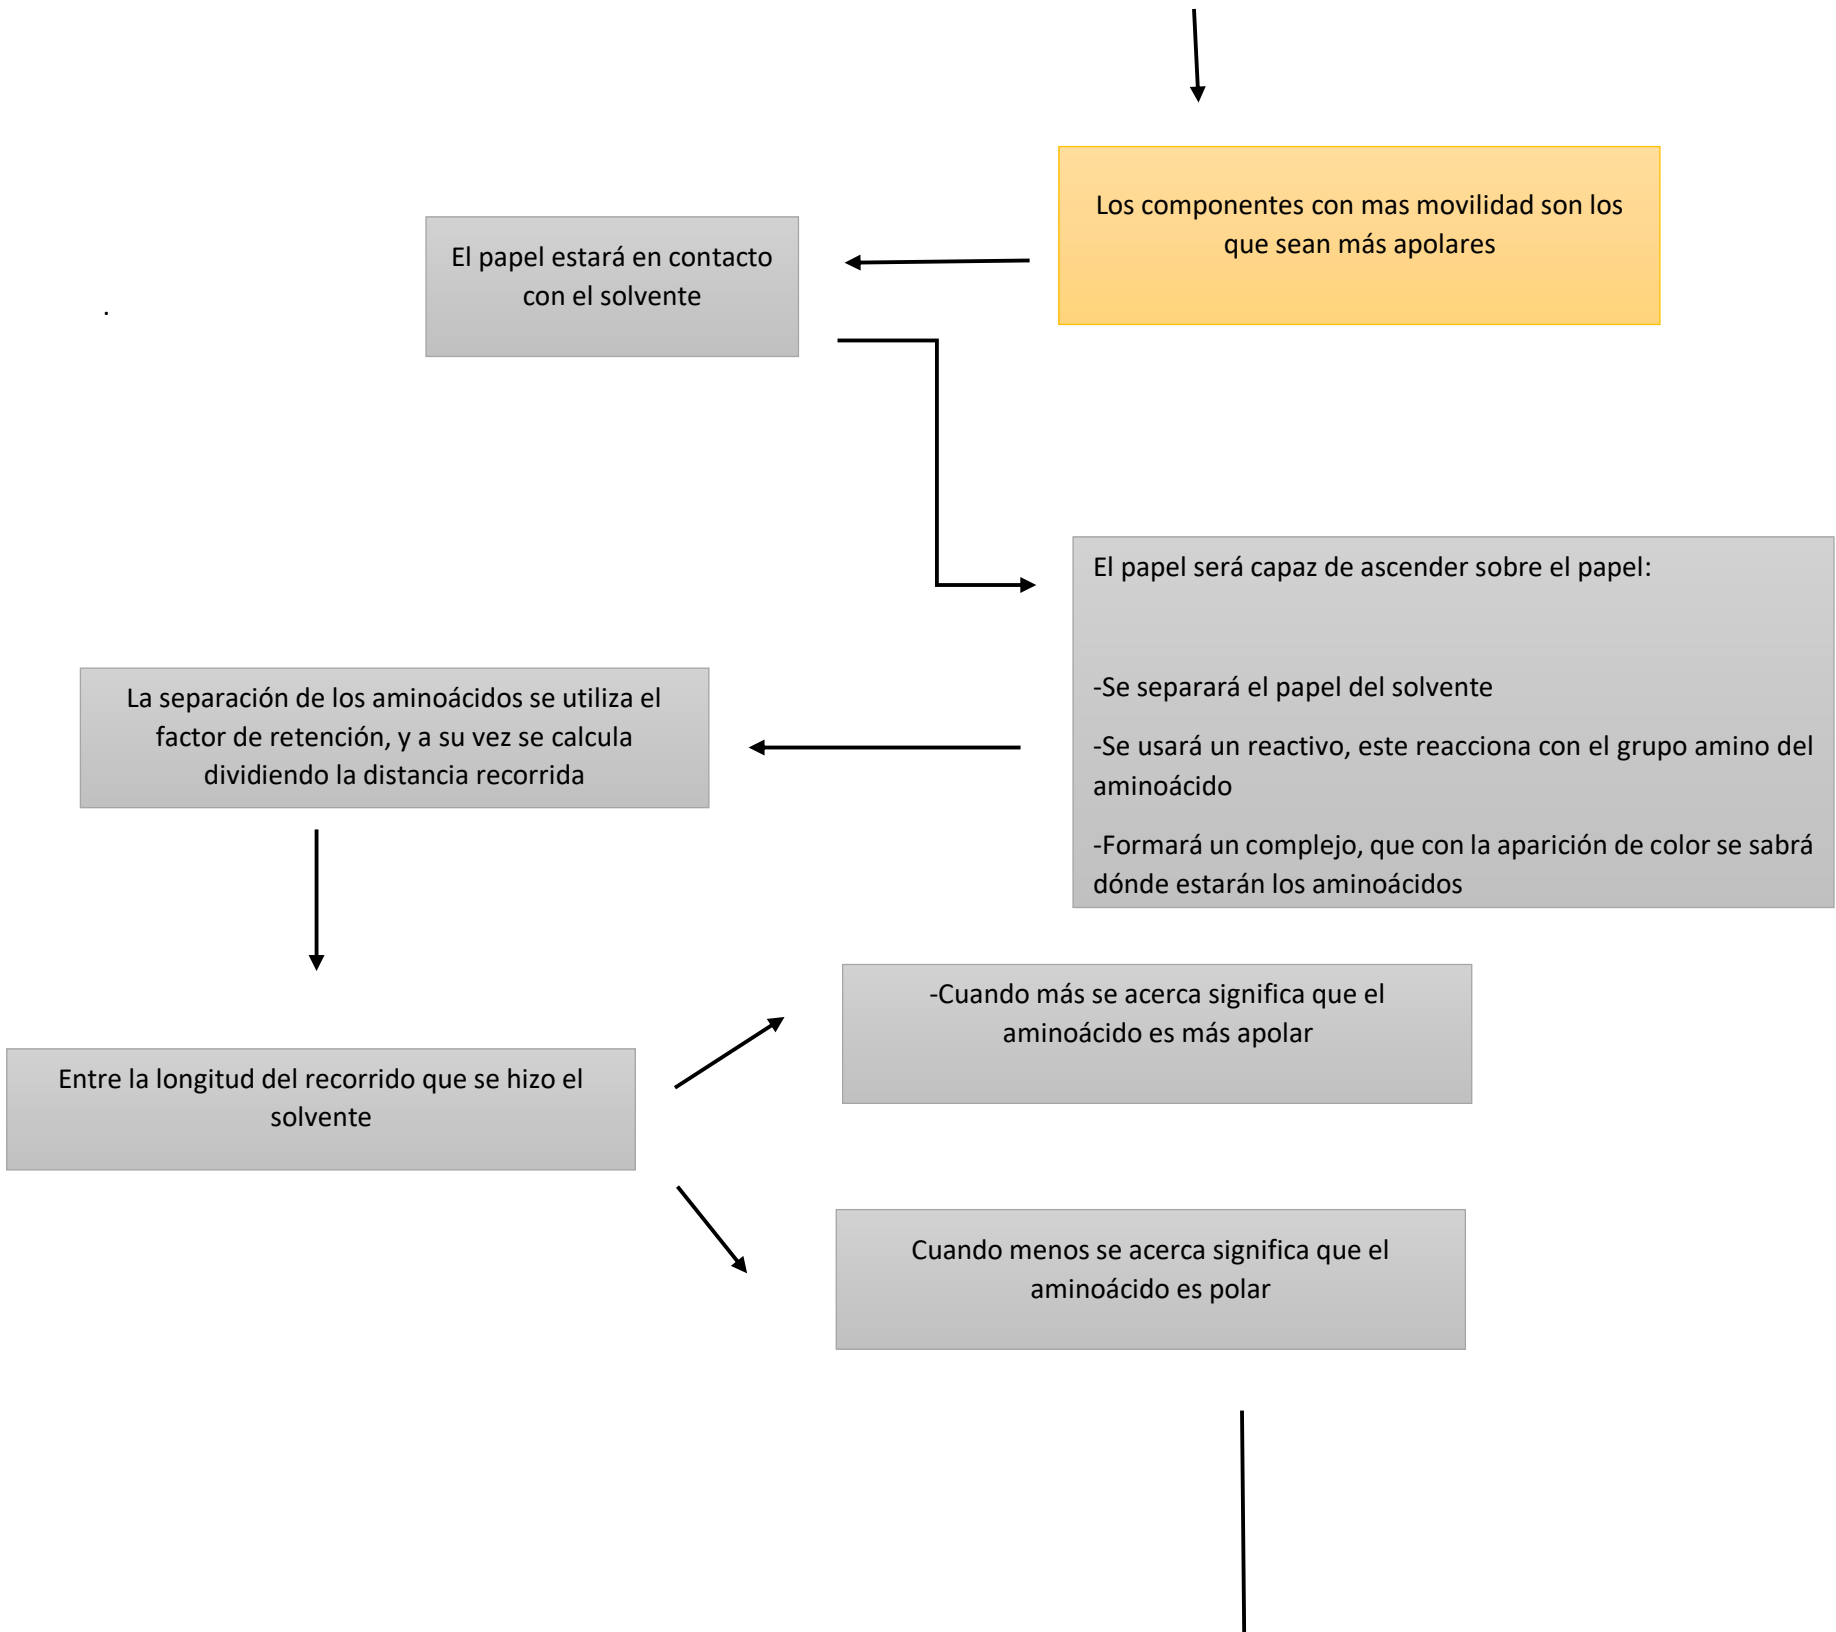 Los componentes con mas movilidad son los
que sean más apolares
El papel estará en contacto
con el solvente
.
El papel será capaz de ascender sobre el papel:
-Se separará el papel del solvente
-Se usará un reactivo, este reacciona con el grupo amino del
aminoácido
-Formará un complejo, que con la aparición de color se sabrá
dónde estarán los aminoácidos
La separación de los aminoácidos se utiliza el
factor de retención, y a su vez se calcula
dividiendo la distancia recorrida
Entre la longitud del recorrido que se hizo el
solvente
-Cuando más se acerca significa que el
aminoácido es más apolar
Cuando menos se acerca significa que el
aminoácido es polar